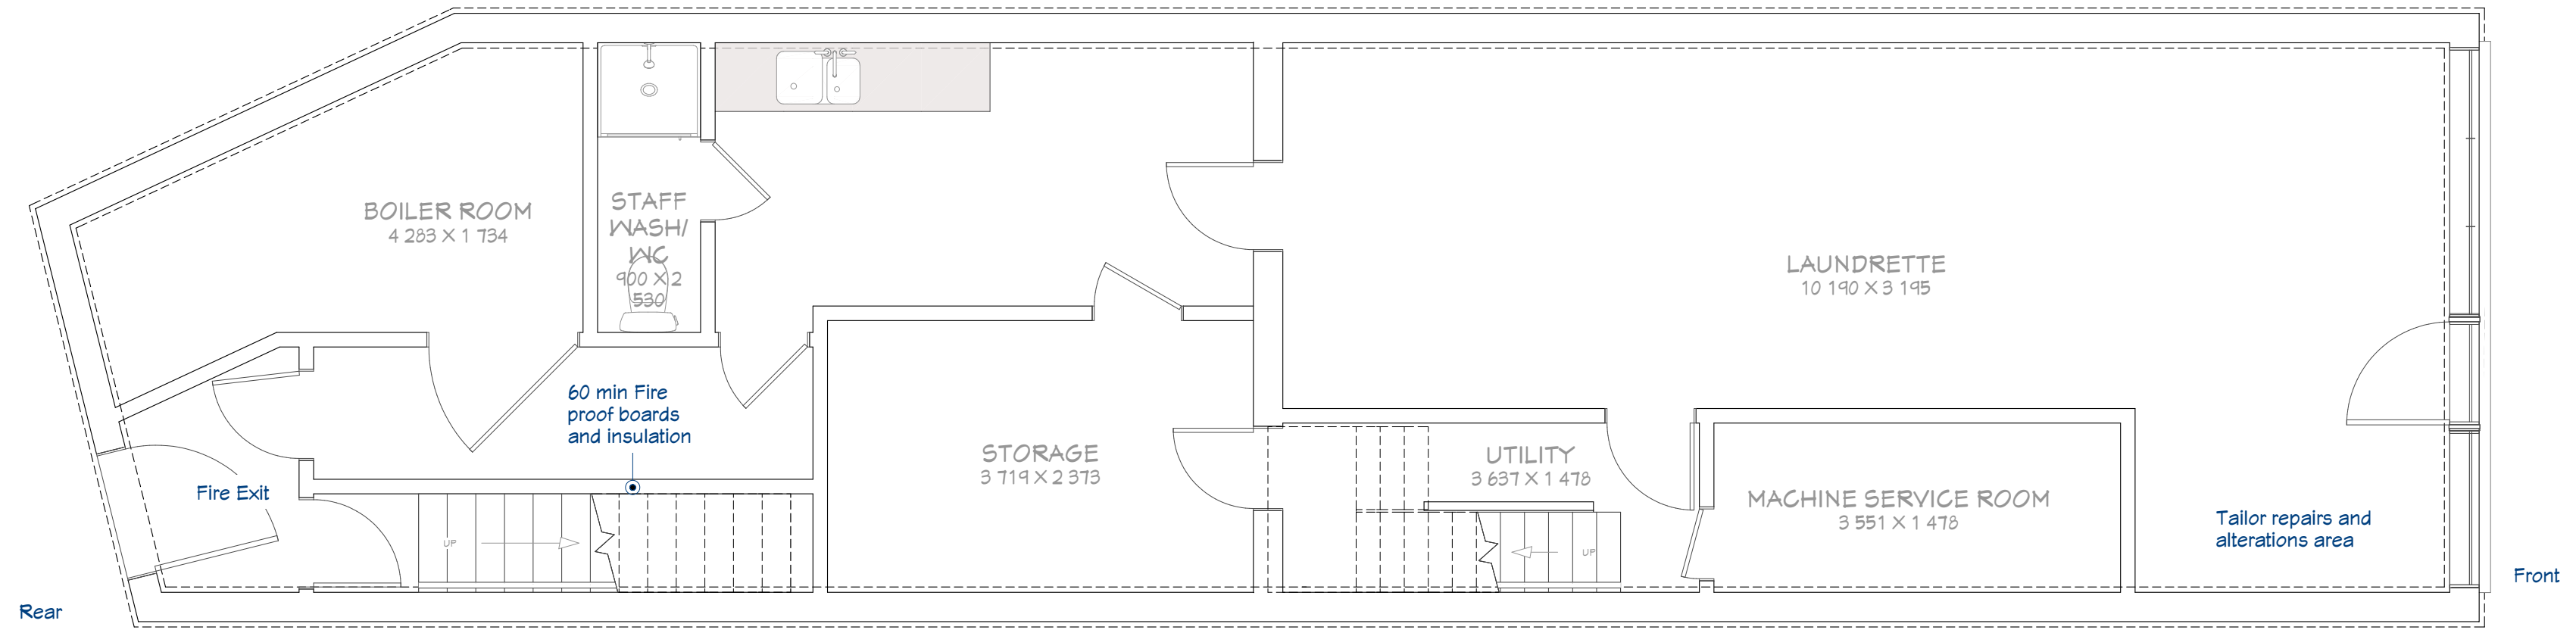 BOILER ROOM
4 283 X 1 734
STAFF
WASH/
WC
900 X 2
530
60 min Fire
proof boards
and insulation
Fire Exit
UP
Rear
STORAGE
3 719 X 2 373
LAUNDRETTE
10 190 X 3 195
UTILITY
3 637 X 1 478
UP
MACHINE SERVICE ROOM
3 551 X 1 478
Tailor repairs and
alterations area
Front